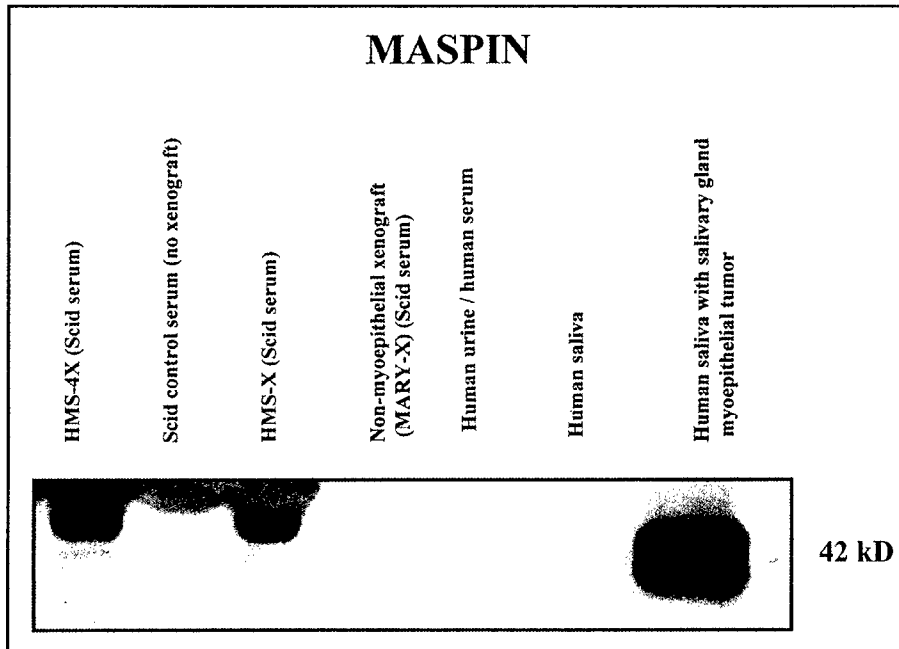 MASPIN
HMS-4X (Scid serum)
Scid control serum (no xenograft)
HMS-X (Scid serum)
Non-myoepithelial xenograft
(MARY-X) (Scid serum)
Human urine / human serum
Human saliva
Human saliva with salivary gland
myoepithelial tumor
42 kD